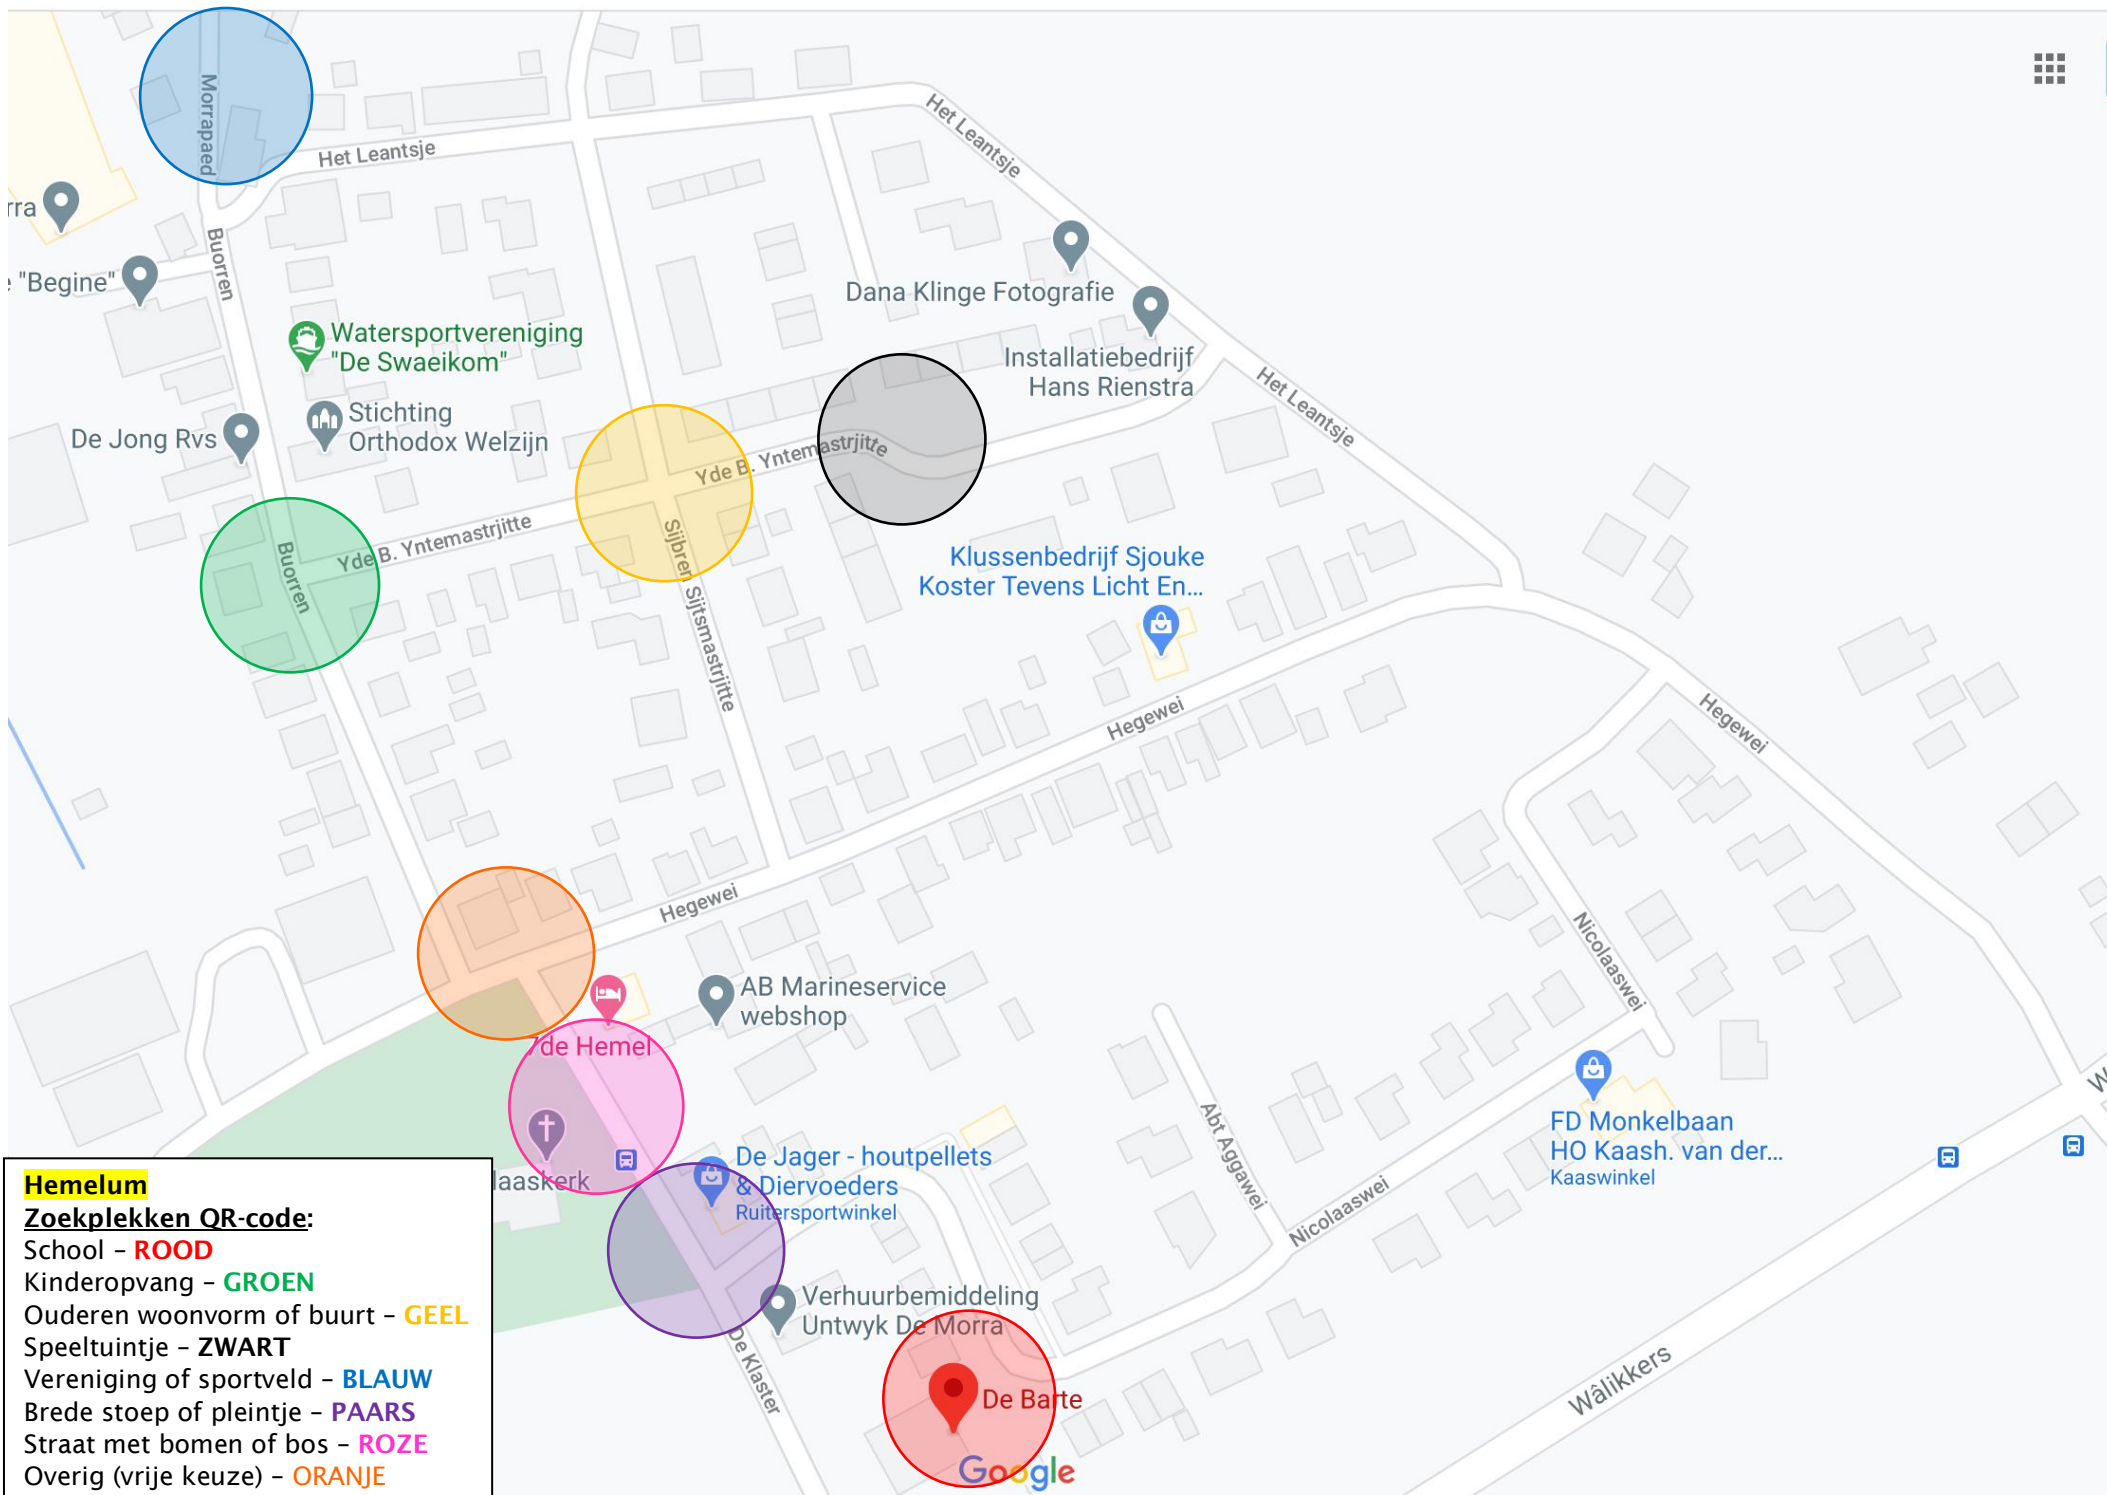 Morrapaed
Het Leantsje
Het Leantsje
rra
Buorren
"Begine"
Dana Klinge Fotografie
Watersportvereniging
"De Swaeikom"
Installatiebedrijf
Hans Rienstra
Het Leantsje
Stichting
Orthodox Welzijn
De Jong Rvs
Yde B. Yntemastrjitte
Yde B. Yntemastrjitte
Buorren
Sijbren Sijtsmastrjitte
Klussenbedrijf Sjouke
Koster Tevens Licht En...
Hegewei
Hegewei
Hegewei
Nicolaaswei
AB Marineservice
webshop
7de Hemel
Abt Aggawei
FD Monkelbaan
HO Kaash. van der...
Kaaswinkel
W
De Jager - houtpellets
& Diervoeders
Ruitersportwinkel
laaskerk
Nicolaaswei
Verhuurbemiddeling
Untwyk De Morra
De Klaster
De Barte
Wâlikkers
Google
Hemelum
Zoekplekken QR-code:
School – ROOD
Kinderopvang – GROEN
Ouderen woonvorm of buurt – GEEL
Speeltuintje – ZWART
Vereniging of sportveld – BLAUW
Brede stoep of pleintje – PAARS
Straat met bomen of bos – ROZE
Overig (vrije keuze) – ORANJE